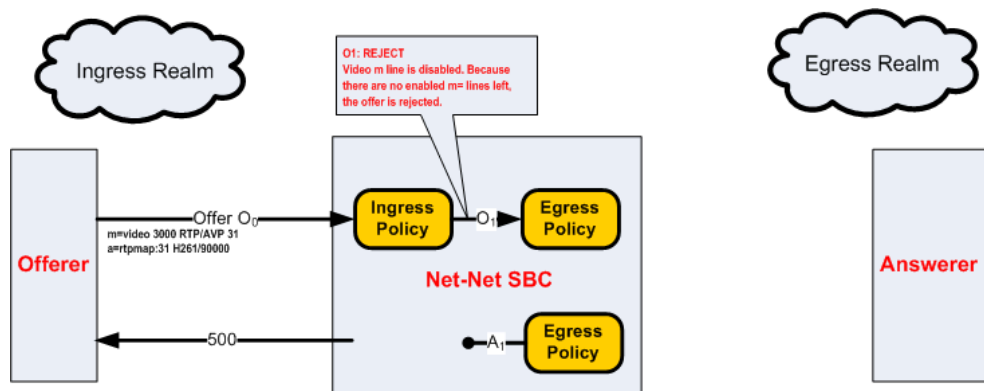 Ingress Realm
Egress Realm
O1: REJECT
Video m line is disabled. Because
there are no enabled m= lines left,
the offer is rejected.
Offerer
Offer O0
m=video 3000 RTP/AVP 31
a=rtpmap:31 H261/90000
Ingress
Policy
O1
Egress
Policy
Net-Net SBC
Answerer
500
A1
Egress
Policy